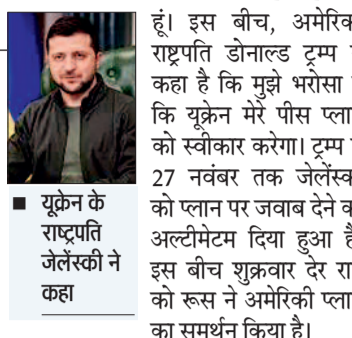 हूं। इस बीच,
राष्ट्रपति डोनाल्ड ट्रम्प
कहा है कि मुझे भरोसा
कि यूक्रेन मेरे पीस
को स्वीकार करेगा। ट्रम्प
27 नवंबर तक
को प्लान पर जवाब देने
अल्टीमेटम दिया हुआ
इस बीच शुक्रवार देर
को रूस ने अमेरिकी
का समर्थन किया है।
■ यूक्रेन के
राष्ट्रपति
जेलेंस्की ने
कहा